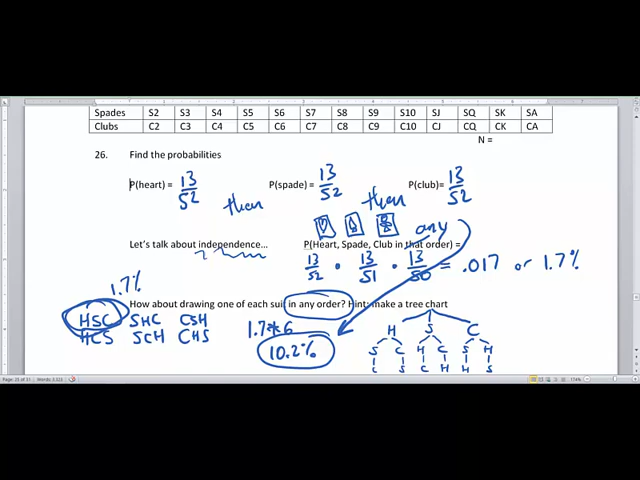 Spades S2 S3 S4 S5 S6 S7 S8 S9 S10 SJ SQ SK SA
Clubs C2 C3 C4 C5 C6 C7 C8 C9 C10 CJ CQ CK CA
N =
26. Find the probabilities
P(heart) = 13/52 then P(spade) = 13/52 then P(club)= 13/52
any
Let's talk about independence... P(Heart, Spade, Club in that order) =
13/52 • 13/51 • 13/50 = .017 or 1.7%
1.7%
How about drawing one of each suit in any order? Hint: make a tree chart
HSC SHC CSH
HCS SCH CHS
1.7*6
10.2%
H S C
S C H C S H
C S C H H S